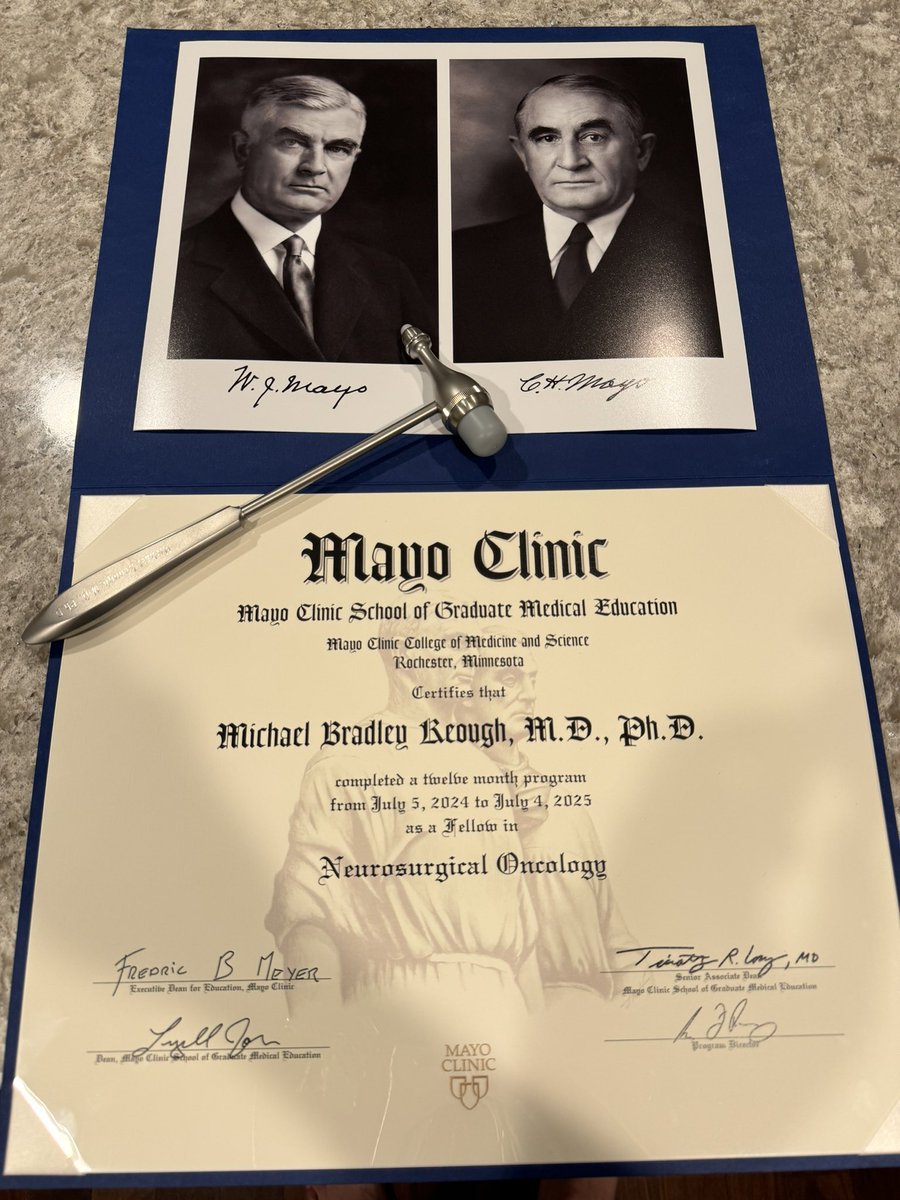 W. J. Mayo
C. H. Mayo
Mayo Clinic
Mayo Clinic School of Graduate Medical Education
Mayo Clinic College of Medicine and Science
Rochester, Minnesota
Certifies that
Michael Bradley Keough, M.D., Ph.D.
completed a twelve month program
from July 5, 2024 to July 4, 2025
as a Fellow in
Neurosurgical Oncology
FREDRIC B MEYER
Executive Dean for Education, Mayo Clinic
Timothy R. Long, MD
Senior Associate Dean
Mayo Clinic School of Graduate Medical Education
Dean, Mayo Clinic School of Graduate Medical Education
Program Director
MAYO
CLINIC